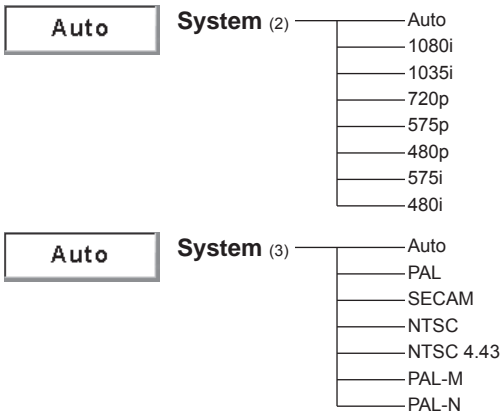 Auto
System (2)
Auto
1080i
1035i
720p
575p
480p
575i
480i
Auto
System (3)
Auto
PAL
SECAM
NTSC
NTSC 4.43
PAL-M
PAL-N